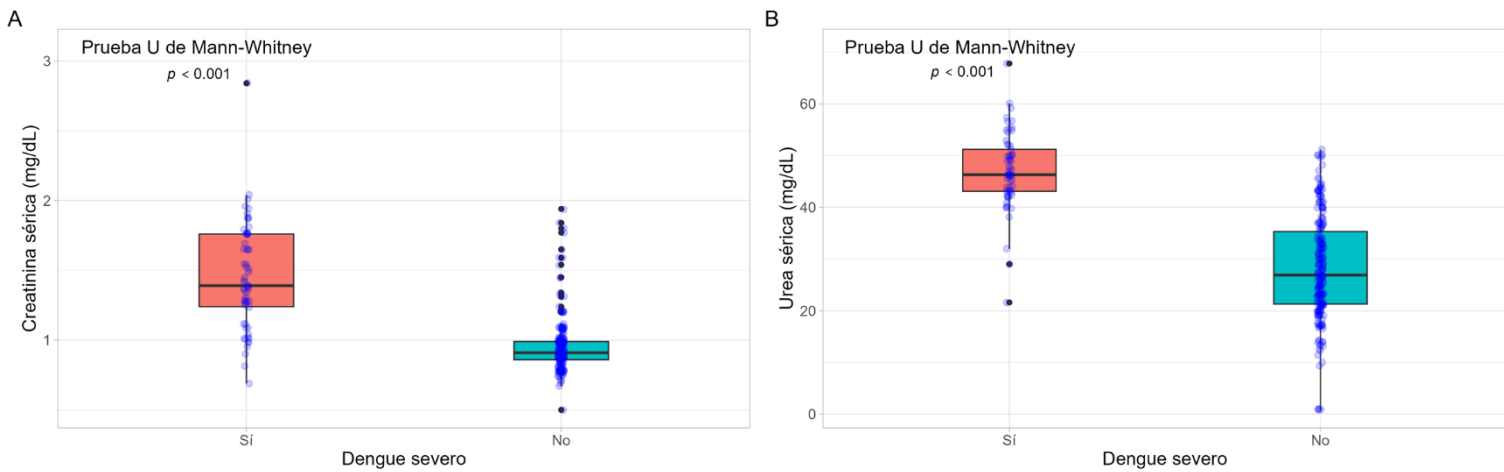 A
Prueba U de Mann-Whitney
p < 0.001
3
2
1
Creatinina sérica (mg/dL)
Sí
No
Dengue severo
B
Prueba U de Mann-Whitney
p < 0.001
60
40
20
0
Urea sérica (mg/dL)
Sí
No
Dengue severo